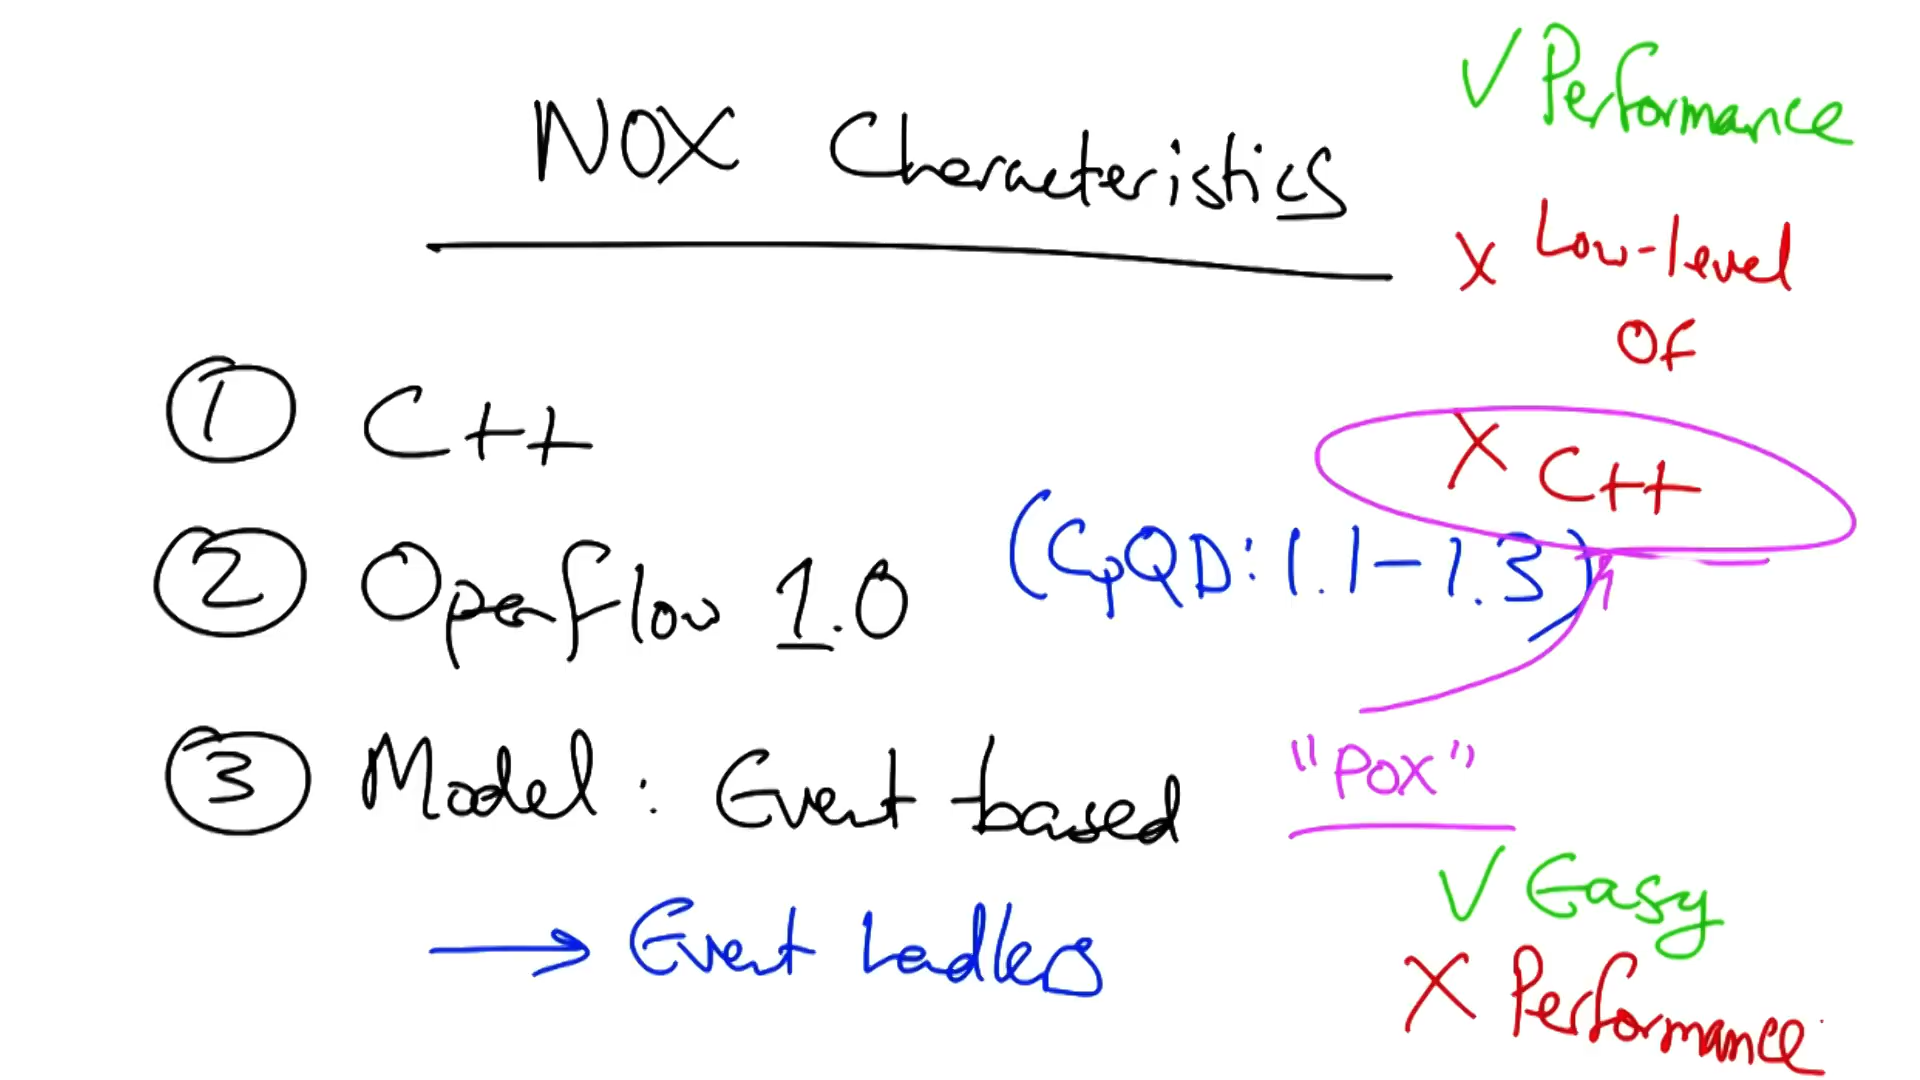 NOX Characteristics
① C++
② Openflow 1.0 (CPQD: 1.1-1.3)
③ Model: Event-based
→ Event handlers
✓ Performance
X Low-level
OF
X C++
"POX"
✓ Easy
X Performance